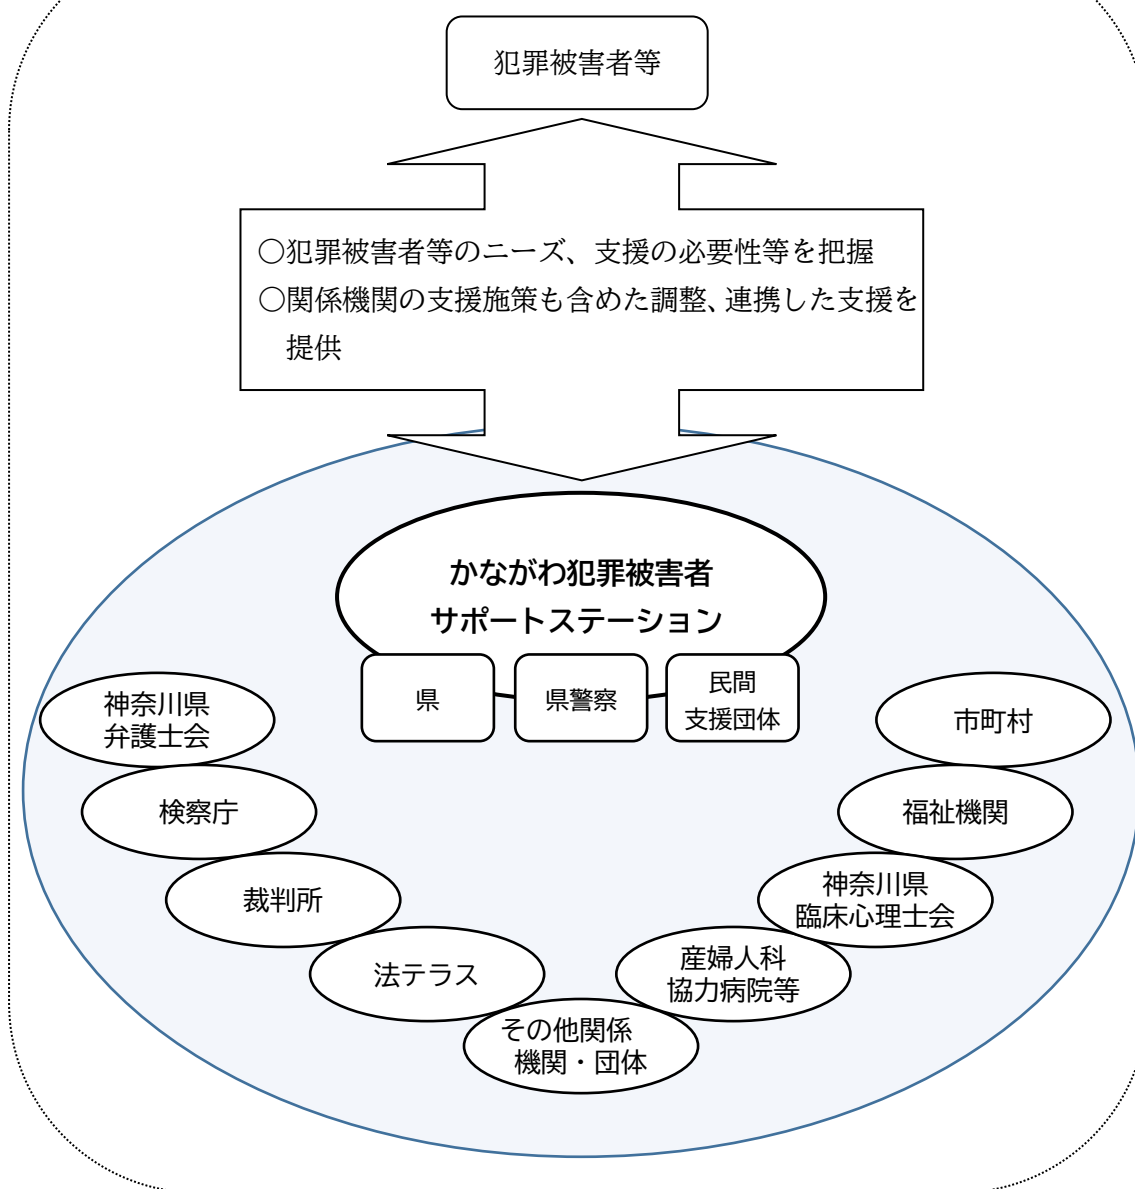 犯罪被害者等
○犯罪被害者等のニーズ、支援の必要性等を把握
○関係機関の支援施策も含めた調整、連携した支援を
提供
かながわ犯罪被害者
サポートステーション
県
県警察
民間
支援団体
神奈川県
弁護士会
検察庁
裁判所
法テラス
その他関係
機関・団体
産婦人科
協力病院等
神奈川県
臨床心理士会
福祉機関
市町村